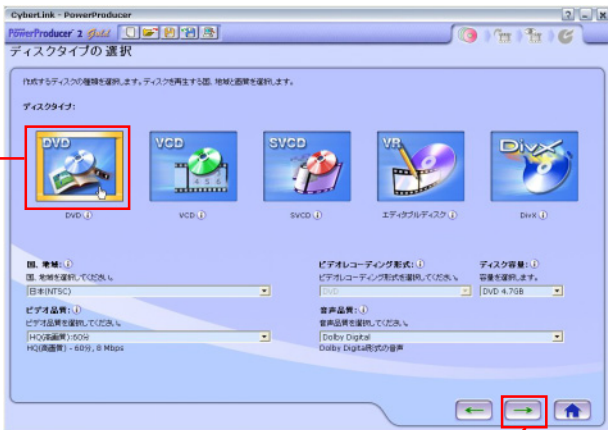 CyberLink - PowerProducer
PowerProducer 2 Gold
ディスクタイプの選択
作成するディスクの種類を選択します。ディスクを再生する国、地域と画質を選択します。
ディスクタイプ:
DVD VCD SVCD VR DivX
DVD VCD SVCD エディタブルディスク DivX
国、地域: ビデオレコーディング形式: ディスク容量:
国、地域を選択してください。 ビデオレコーディング形式を選択してください。 容量を選択します。
日本(NTSC) DVD DVD 4.7GB
ビデオ品質: 音声品質:
ビデオ品質を選択してください。 音声品質を選択してください。
HQ(高画質):60分 Dolby Digital
HQ(高画質) - 60分, 8 Mbps Dolby Digital形式の音声